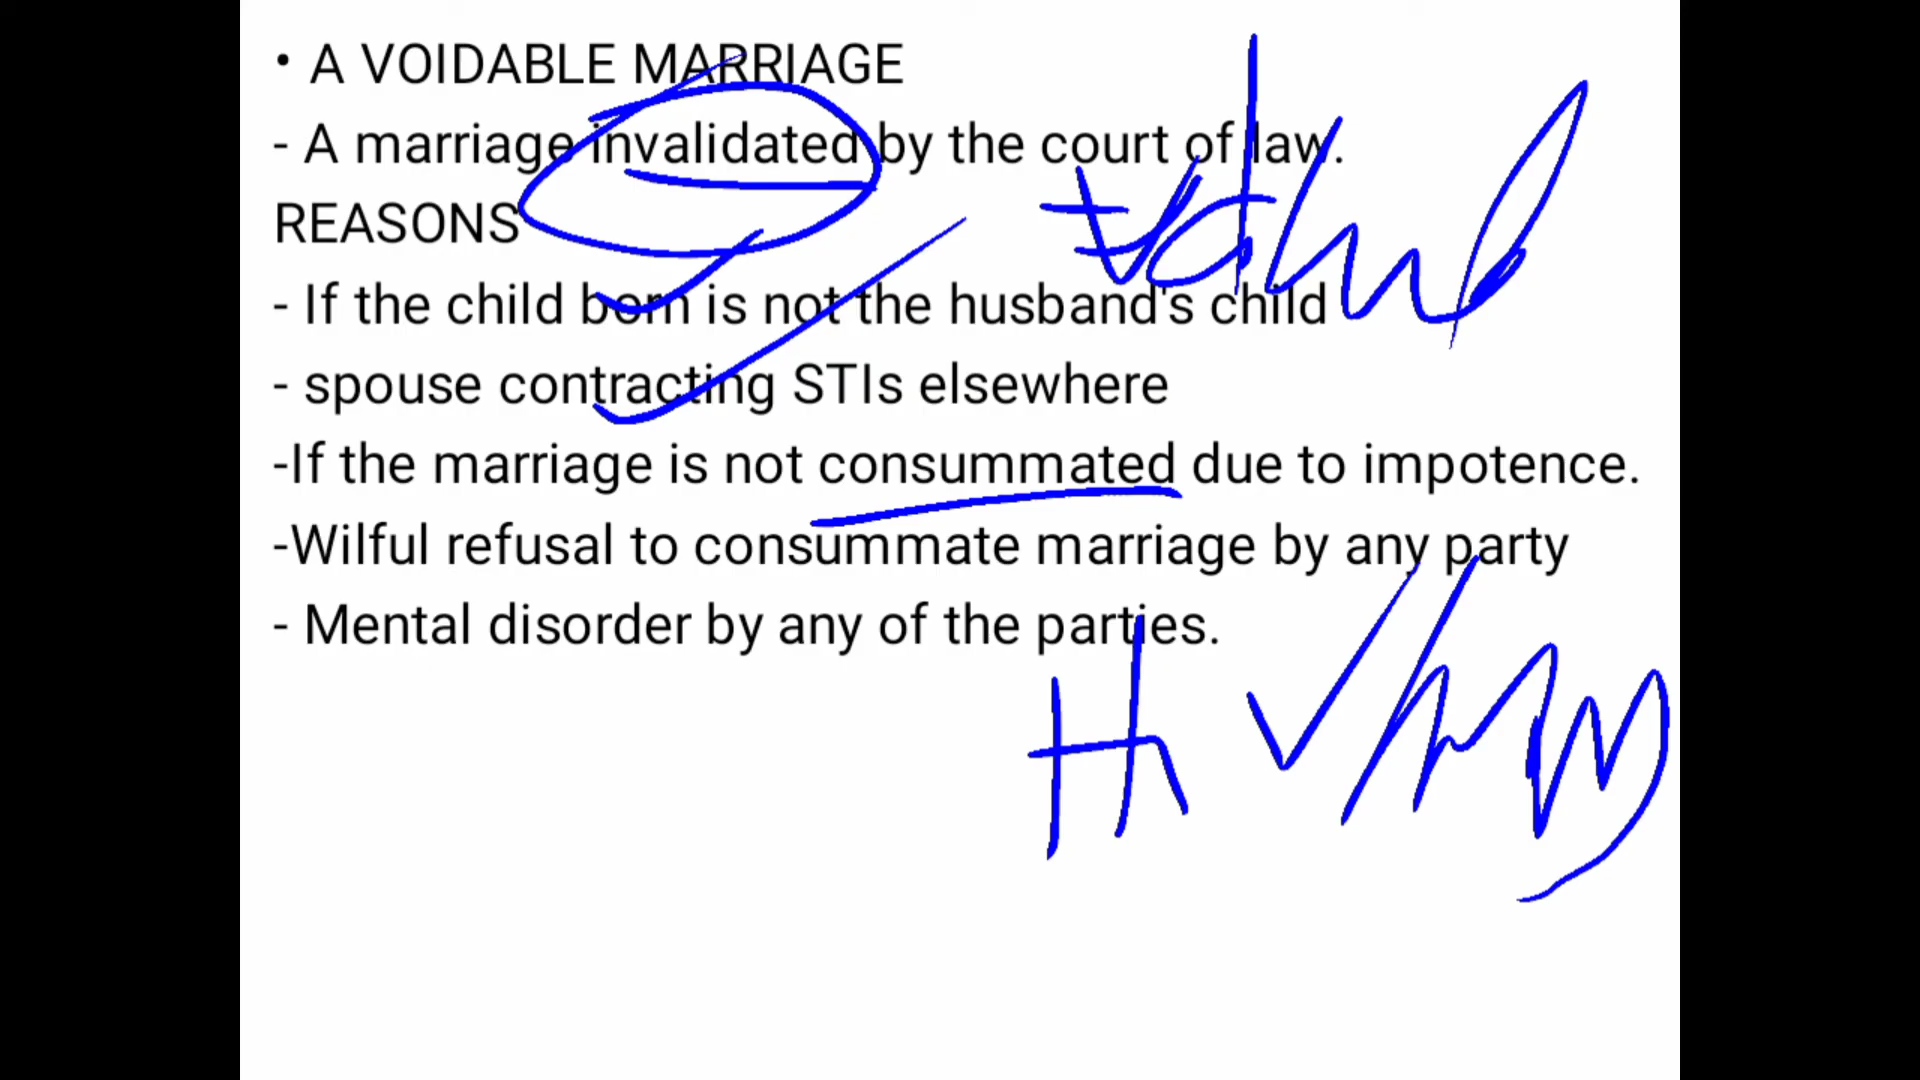 • A VOIDABLE MARRIAGE
- A marriage invalidated by the court of law.
REASONS
- If the child born is not the husband's child
- spouse contracting STIs elsewhere
-If the marriage is not consummated due to impotence.
-Wilful refusal to consummate marriage by any party
- Mental disorder by any of the parties.